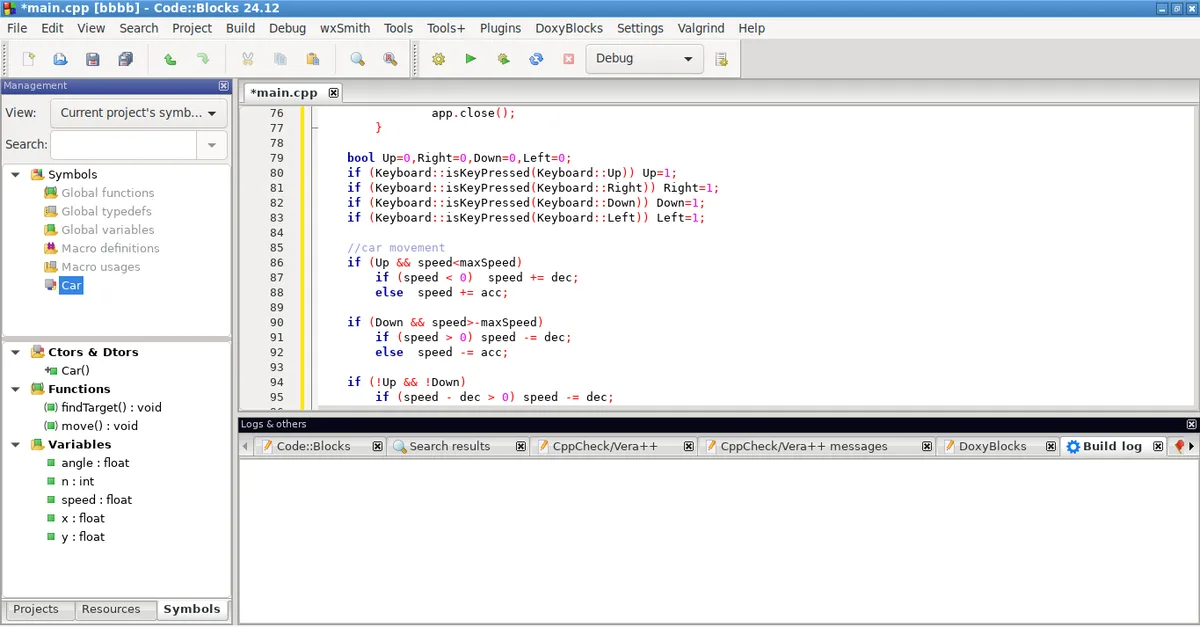 *main.cpp [bbbb] - Code::Blocks 24.12
File Edit View Search Project Build Debug wxSmith Tools Tools+ Plugins DoxyBlocks Settings Valgrind Help
Debug
Management
View: Current project's symb...
Search:
Symbols
Global functions
Global typedefs
Global variables
Macro definitions
Macro usages
Car
Ctors & Dtors
Car()
Functions
findTarget() : void
move() : void
Variables
angle : float
n : int
speed : float
x : float
y : float
Projects Resources Symbols
*main.cpp
76 app.close();
77 }
78
79 bool Up=0,Right=0,Down=0,Left=0;
80 if (Keyboard::isKeyPressed(Keyboard::Up)) Up=1;
81 if (Keyboard::isKeyPressed(Keyboard::Right)) Right=1;
82 if (Keyboard::isKeyPressed(Keyboard::Down)) Down=1;
83 if (Keyboard::isKeyPressed(Keyboard::Left)) Left=1;
84
85 //car movement
86 if (Up && speed<maxSpeed)
87 if (speed < 0)  speed += dec;
88 else  speed += acc;
89
90 if (Down && speed>-maxSpeed)
91 if (speed > 0) speed -= dec;
92 else  speed -= acc;
93
94 if (!Up && !Down)
95 if (speed - dec > 0) speed -= dec;
Logs & others
Code::Blocks Search results CppCheck/Vera++ CppCheck/Vera++ messages DoxyBlocks Build log